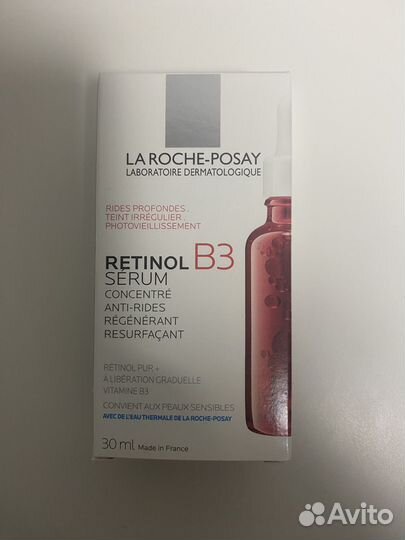 LA ROCHE-POSAY
LABORATOIRE DERMATOLOGIQUE
RIDES PROFONDES .
TEINT IRRÉGULIER .
PHOTOVIEILLISSEMENT
RETINOL B3
SÉRUM
CONCENTRÉ
ANTI-RIDES
RÉGÉNÉRANT
RESURFAÇANT
RÉTINOL PUR +
A LIBÉRATION GRADUELLE
VITAMINE B3
CONVIENT AUX PEAUX SENSIBLES
AVEC DE L'EAU THERMALE DE LA ROCHE-POSAY
30 ml Made in France
Avito